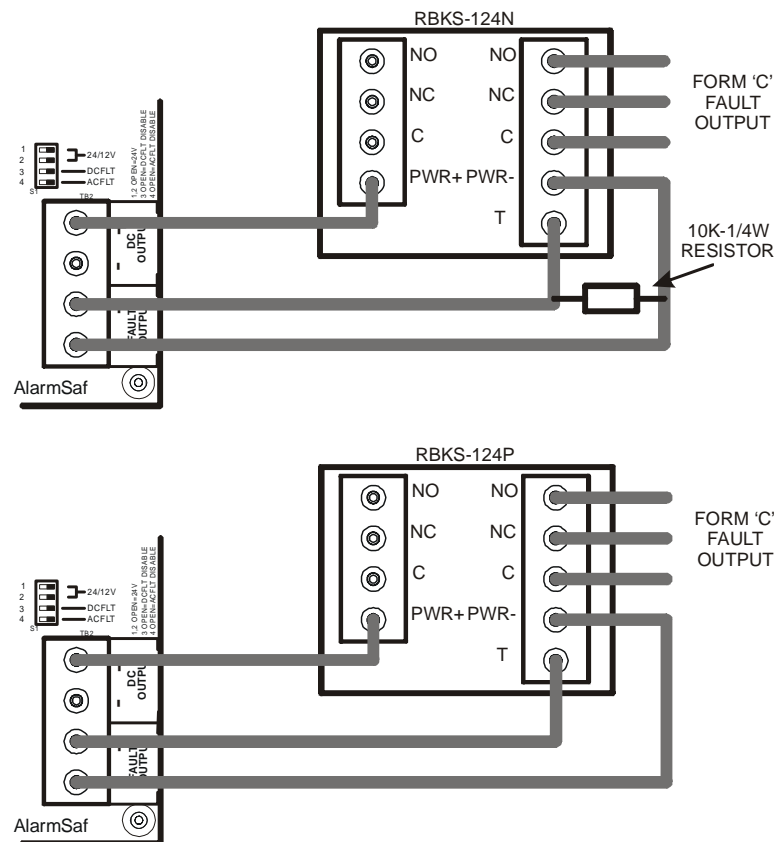 RBKS-124N
NO
NC
C
PWR+
NO
NC
C
PWR-
T
FORM 'C'
FAULT
OUTPUT
10K-1/4W
RESISTOR
1
2
3
4
S1
24/12V
DCFLT
ACFLT
1,2 OPEN=24V
3 OPEN=DCFLT DISABLE
4 OPEN=ACFLT DISABLE
TB2
DC
OUTPUT
FAULT
OUTPUT
AlarmSaf
RBKS-124P
NO
NC
C
PWR+
NO
NC
C
PWR-
T
FORM 'C'
FAULT
OUTPUT
1
2
3
4
S1
24/12V
DCFLT
ACFLT
1,2 OPEN=24V
3 OPEN=DCFLT DISABLE
4 OPEN=ACFLT DISABLE
TB2
DC
OUTPUT
FAULT
OUTPUT
AlarmSaf